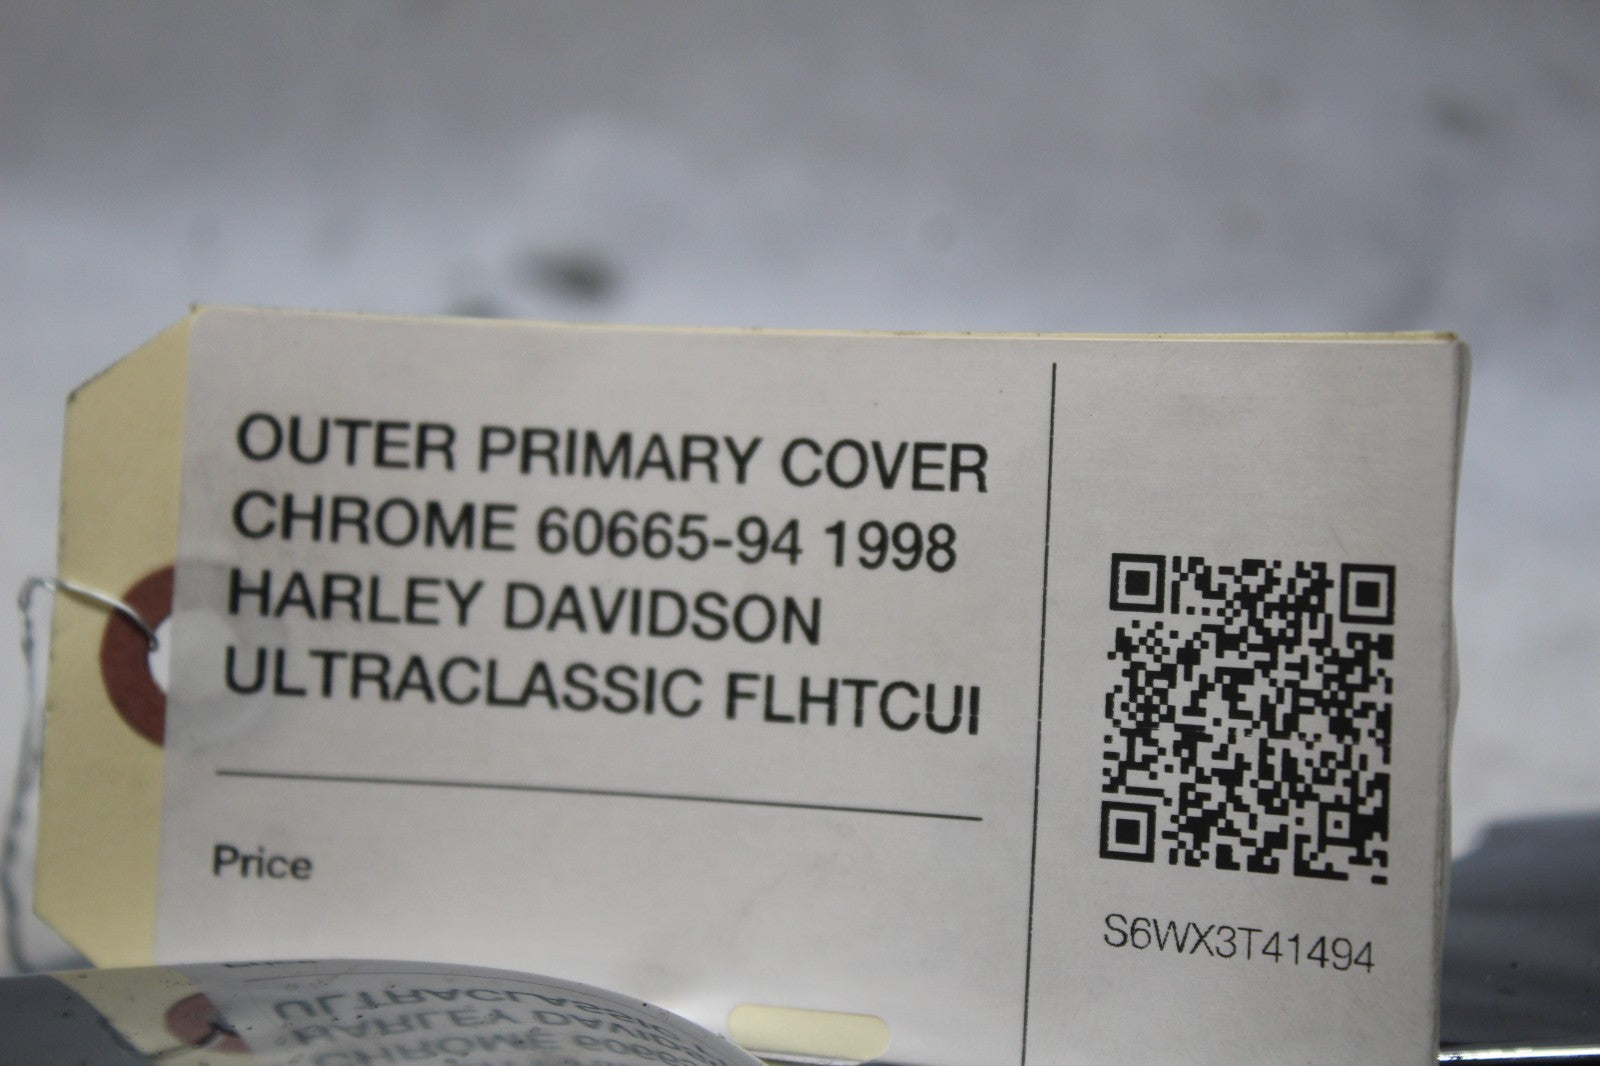 OUTER PRIMARY COVER
CHROME 60665-94 1998
HARLEY DAVIDSON
ULTRACLASSIC FLHTCUI
Price
S6WX3T41494